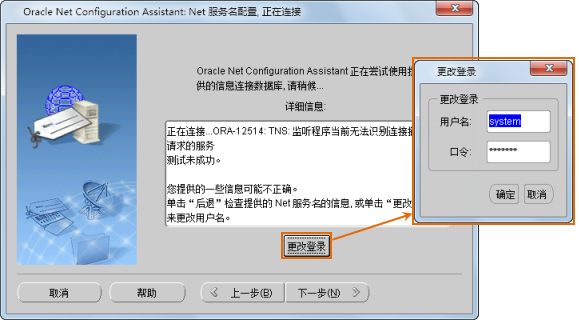 Oracle Net Configuration Assistant: Net 服务名配置, 正在连接
Oracle Net Configuration Assistant 正在尝试使用
供的信息连接数据库, 请稍候...
详细信息:
正在连接...ORA-12514: TNS: 监听程序当前无法识别连接
请求的服务
测试未成功。
您提供的一些信息可能不正确。
单击“后退”检查提供的 Net 服务名的信息, 或单击“更改
来更改用户名。
更改登录
取消
帮助
上一步(B)
下一步(N)
更改登录
更改登录
用户名:
system
口令:
*******
确定
取消